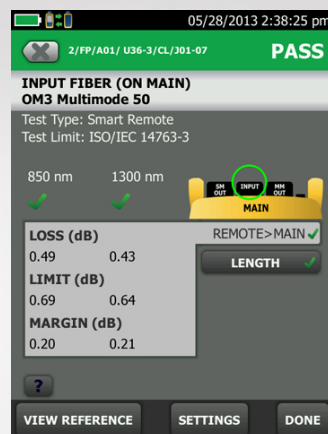 05/28/2013 2:38:25 pm
2/FP/A01/ U36-3/CL/J01-07
PASS
INPUT FIBER (ON MAIN)
OM3 Multimode 50
Test Type: Smart Remote
Test Limit: ISO/IEC 14763-3
850 nm 1300 nm
SM OUT INPUT MM OUT
MAIN
LOSS (dB) REMOTE>MAIN
0.49 0.43 LENGTH
LIMIT (dB)
0.69 0.64
MARGIN (dB)
0.20 0.21
?
VIEW REFERENCE SETTINGS DONE